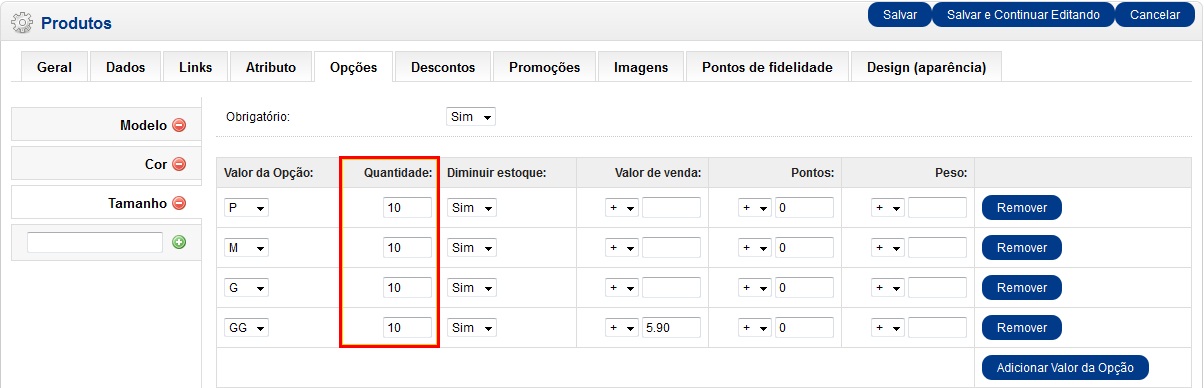 Produtos
Salvar Salvar e Continuar Editando Cancelar
Geral Dados Links Atributo Opções Descontos Promoções Imagens Pontos de fidelidade Design (aparência)
Modelo
Cor
Tamanho
Obrigatório: Sim
Valor da Opção: Quantidade: Diminuir estoque: Valor de venda: Pontos: Peso:
P 10 Sim + + 0 + Remover
M 10 Sim + + 0 + Remover
G 10 Sim + + 0 + Remover
GG 10 Sim + 5.90 + 0 + Remover
Adicionar Valor da Opção